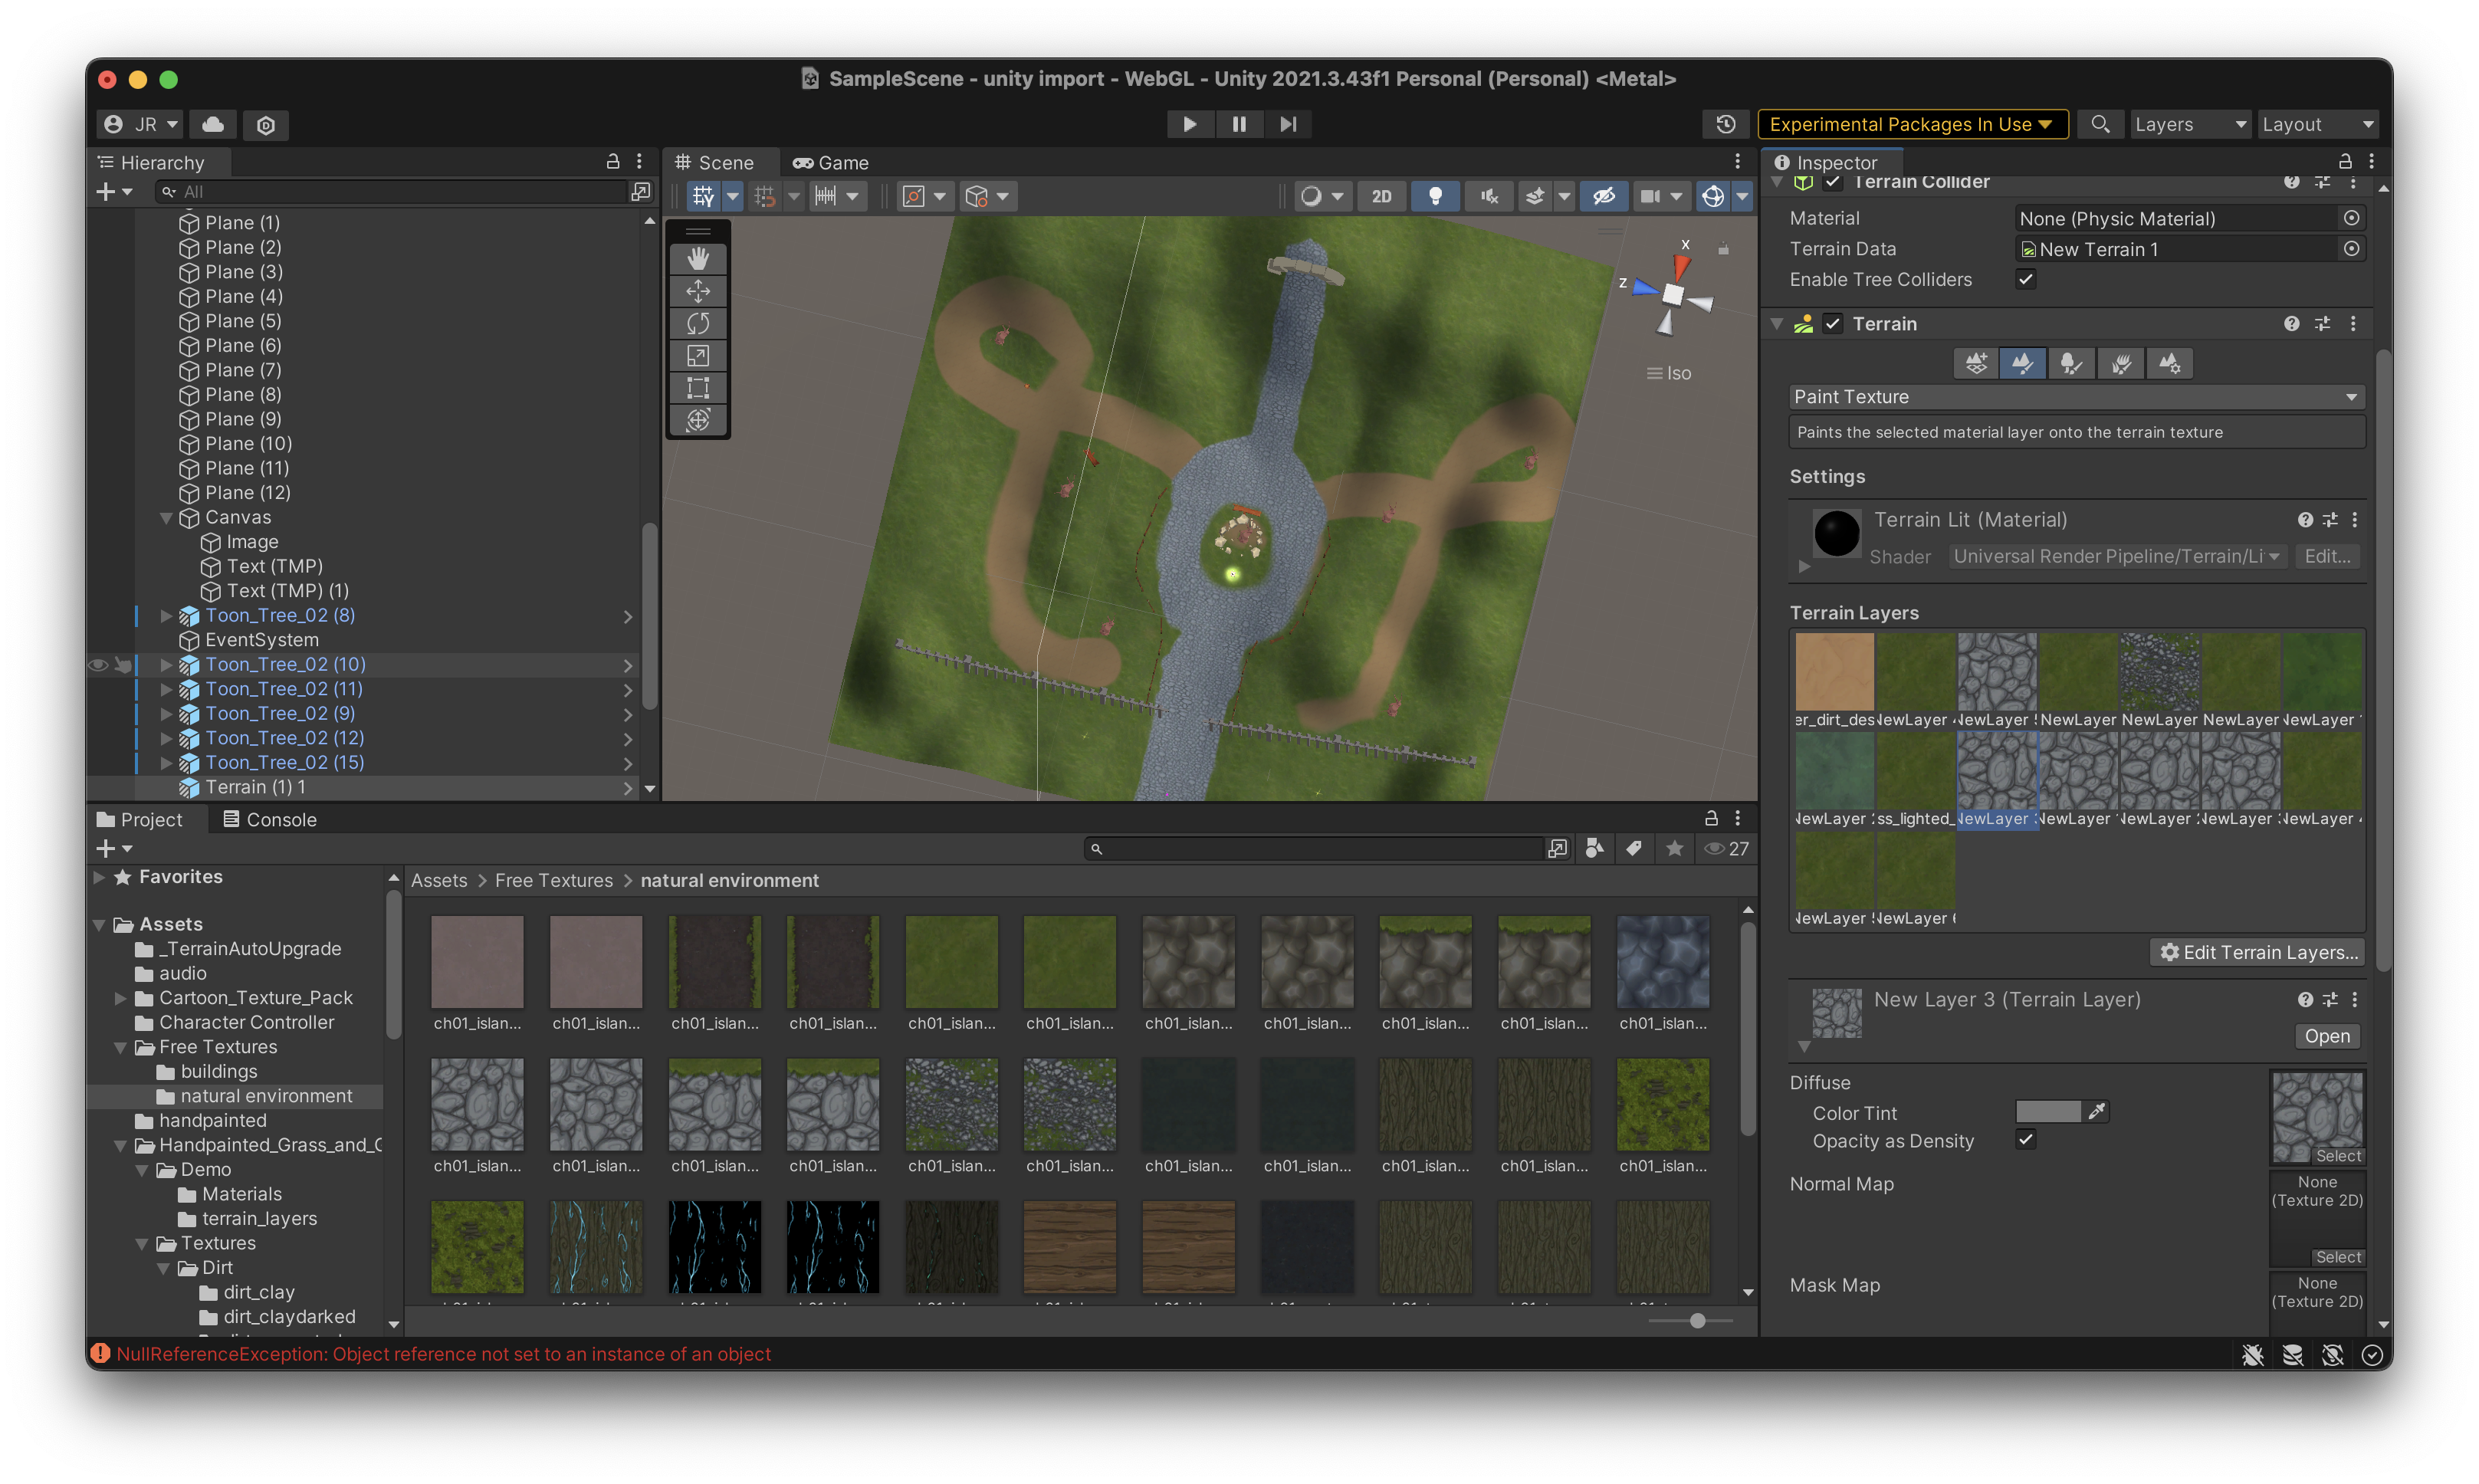 SampleScene - unity import - WebGL - Unity 2021.3.43f1 Personal (Personal) <Metal>
JR
Experimental Packages In Use
Layers
Layout
Hierarchy
All
Plane (1)
Plane (2)
Plane (3)
Plane (4)
Plane (5)
Plane (6)
Plane (7)
Plane (8)
Plane (9)
Plane (10)
Plane (11)
Plane (12)
Canvas
Image
Text (TMP)
Text (TMP) (1)
Toon_Tree_02 (8)
EventSystem
Toon_Tree_02 (10)
Toon_Tree_02 (11)
Toon_Tree_02 (9)
Toon_Tree_02 (12)
Toon_Tree_02 (15)
Terrain (1) 1
Scene
Game
2D
x
z
Iso
Inspector
Terrain Collider
Material
None (Physic Material)
Terrain Data
New Terrain 1
Enable Tree Colliders
Terrain
Paint Texture
Paints the selected material layer onto the terrain texture
Settings
Terrain Lit (Material)
Shader
Universal Render Pipeline/Terrain/Li
Edit...
Terrain Layers
er_dirt_des NewLayer NewLayer NewLayer NewLayer NewLayer NewLayer
NewLayer ss_lighted_ NewLayer NewLayer NewLayer NewLayer NewLayer
NewLayer NewLayer
Edit Terrain Layers...
New Layer 3 (Terrain Layer)
Open
Diffuse
Color Tint
Opacity as Density
Select
Normal Map
None
(Texture 2D)
Select
Mask Map
None
(Texture 2D)
Project
Console
27
Favorites
Assets
_TerrainAutoUpgrade
audio
Cartoon_Texture_Pack
Character Controller
Free Textures
buildings
natural environment
handpainted
Handpainted_Grass_and_G
Demo
Materials
terrain_layers
Textures
Dirt
dirt_clay
dirt_claydarked
Assets > Free Textures > natural environment
ch01_islan... ch01_islan... ch01_islan... ch01_islan... ch01_islan... ch01_islan... ch01_islan... ch01_islan... ch01_islan... ch01_islan... ch01_islan...
ch01_islan... ch01_islan... ch01_islan... ch01_islan... ch01_islan... ch01_islan... ch01_islan... ch01_islan... ch01_islan... ch01_islan... ch01_islan...
NullReferenceException: Object reference not set to an instance of an object